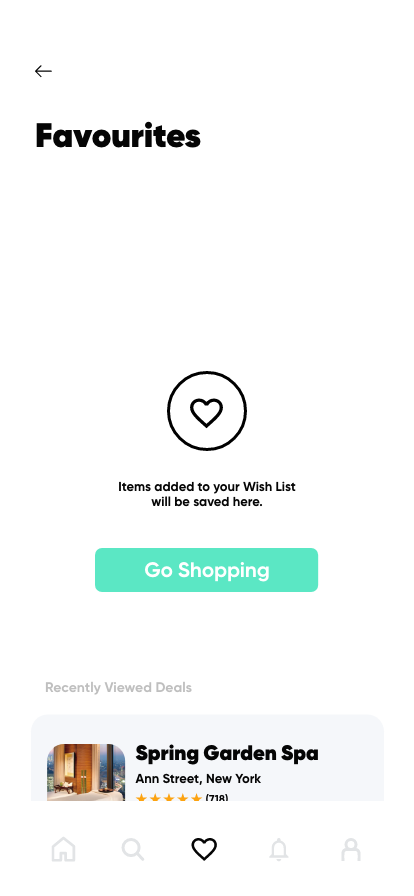 Favourites
Items added to your Wish List
will be saved here.
Go Shopping
Recently Viewed Deals
Spring Garden Spa
Ann Street, New York
(718)